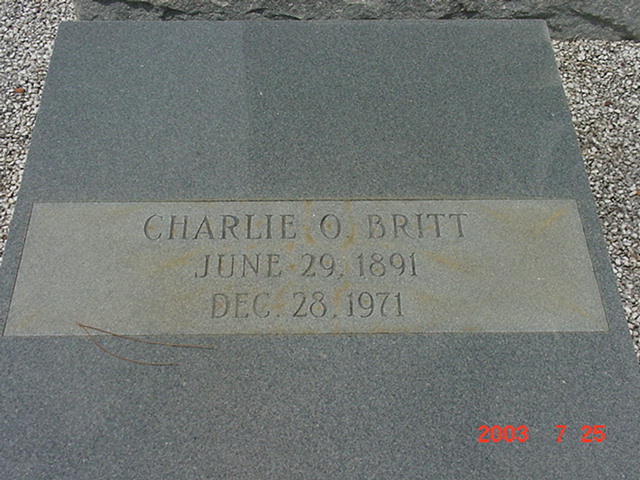 CHARLIE O. BRITT
JUNE 29, 1891
DEC. 28, 1971
2003 7 25